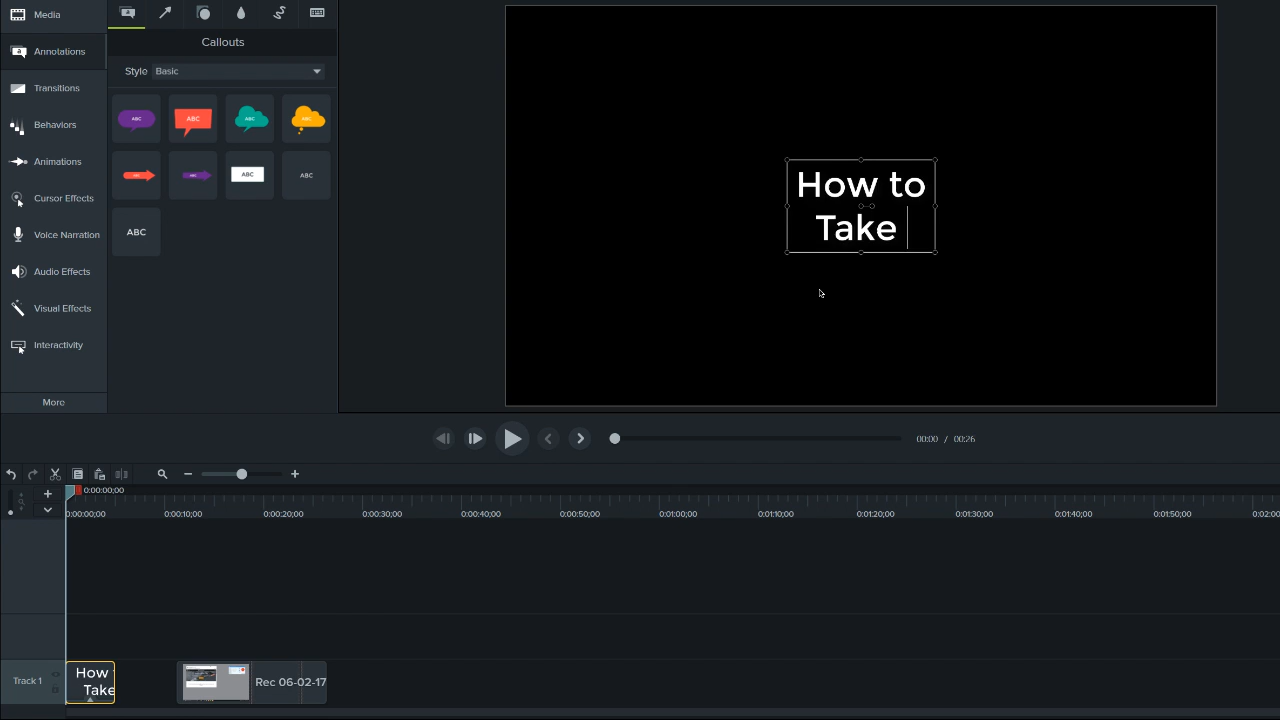 Media
Annotations
Transitions
Behaviors
Animations
Cursor Effects
Voice Narration
Audio Effects
Visual Effects
Interactivity
More
Callouts
Style Basic
ABC ABC ABC ABC
ABC ABC ABC ABC
ABC
How to
Take
00:00 / 00:26
0:00:00;00
0:00:00;00 0:00:10;00 0:00:20;00 0:00:30;00 0:00:40;00 0:00:50;00 0:01:00;00 0:01:10;00 0:01:20;00 0:01:30;00 0:01:40;00 0:01:50;00 0:02:00
Track 1
How
Take
Rec 06-02-17